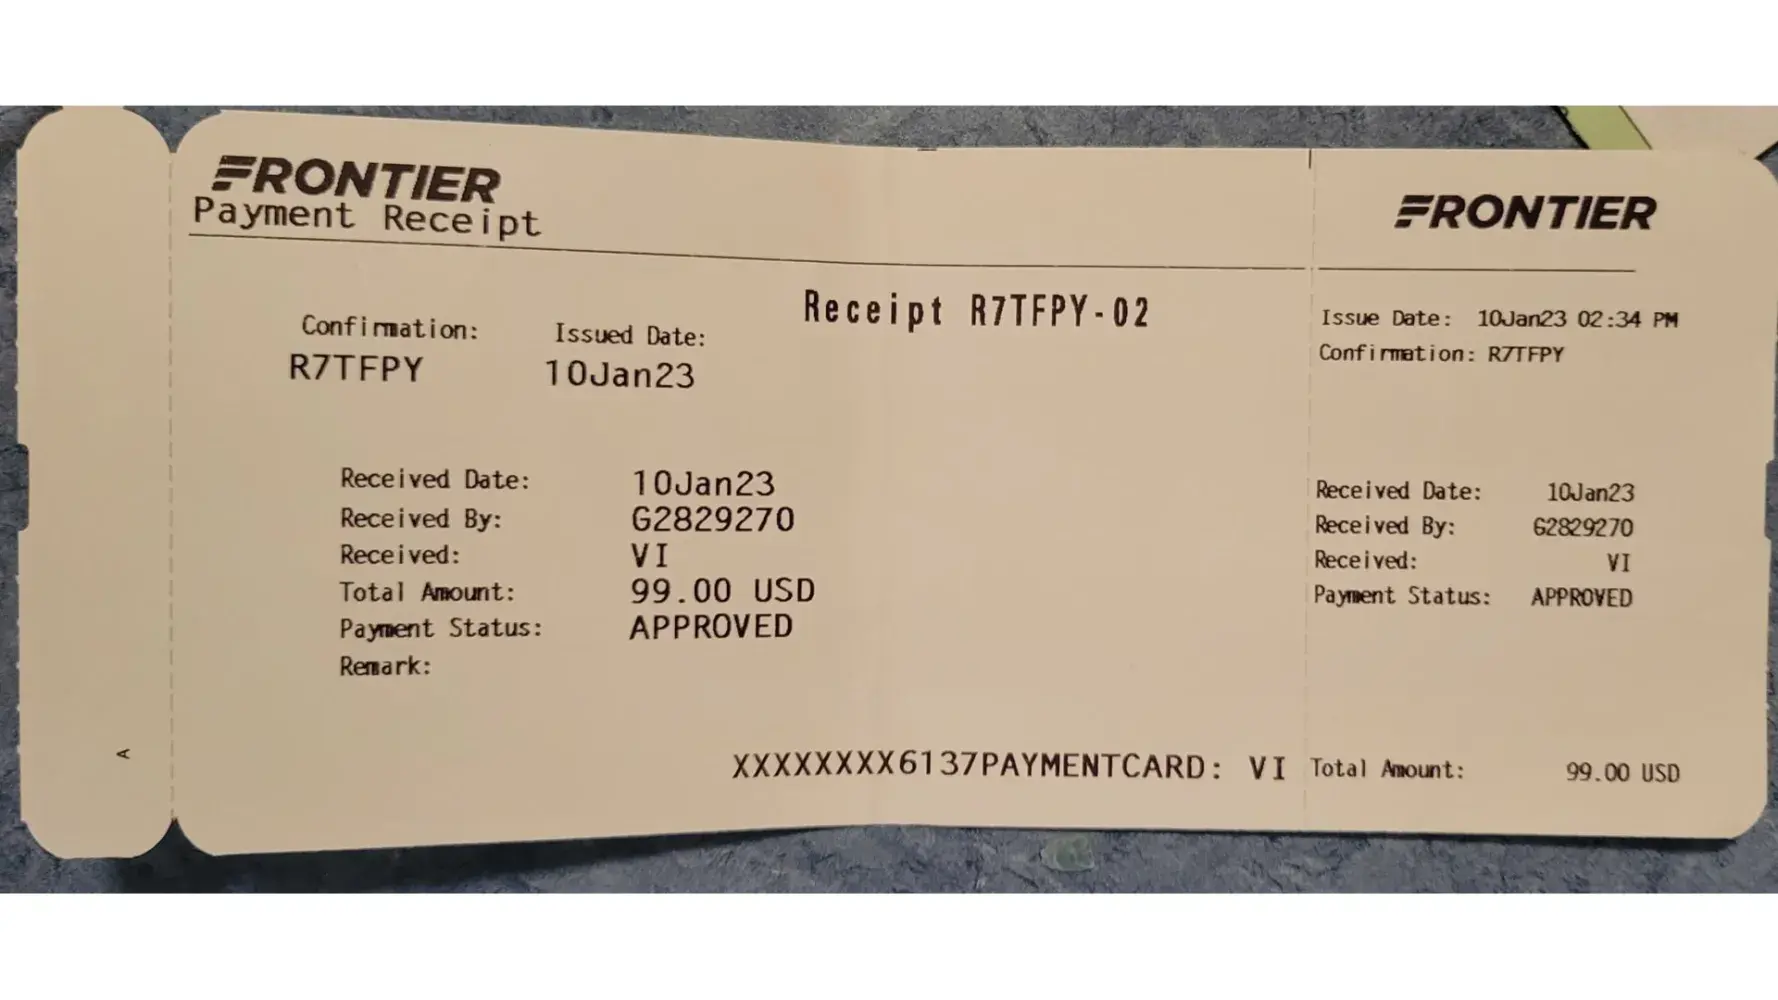 FRONTIER
Payment Receipt
Receipt R7TFPY-02
Confirmation: Issued Date:
R7TFPY 10Jan23
Received Date: 10Jan23
Received By: G2829270
Received: VI
Total Amount: 99.00 USD
Payment Status: APPROVED
Remark:
XXXXXXXX6137PAYMENTCARD: VI
A
FRONTIER
Issue Date: 10Jan23 02:34 PM
Confirmation: R7TFPY
Received Date: 10Jan23
Received By: G2829270
Received: VI
Payment Status: APPROVED
Total Amount: 99.00 USD